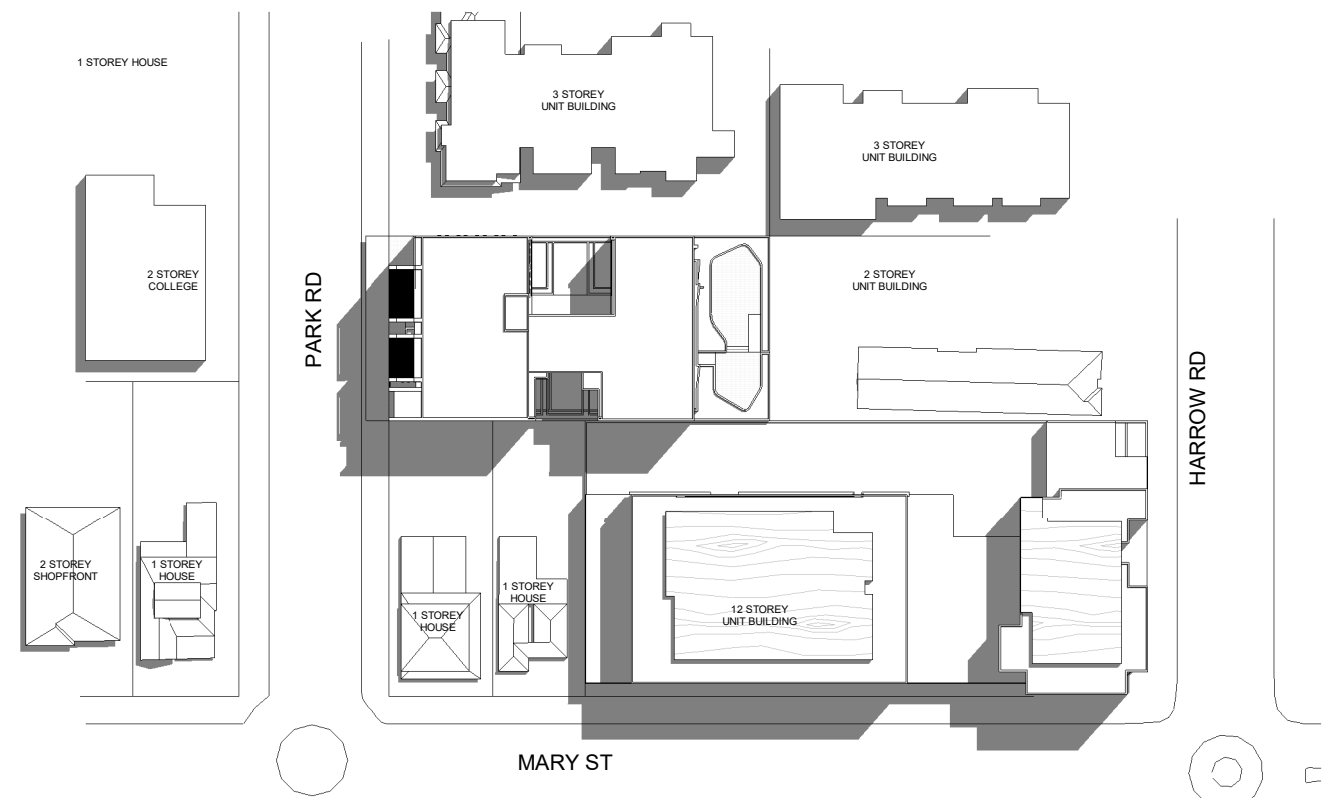 1 STOREY HOUSE
3 STOREY
UNIT BUILDING
3 STOREY
UNIT BUILDING
2 STOREY
COLLEGE
PARK RD
2 STOREY
UNIT BUILDING
HARROW RD
2 STOREY
SHOPFRONT
1 STOREY
HOUSE
1 STOREY
HOUSE
1 STOREY
HOUSE
12 STOREY
UNIT BUILDING
MARY ST